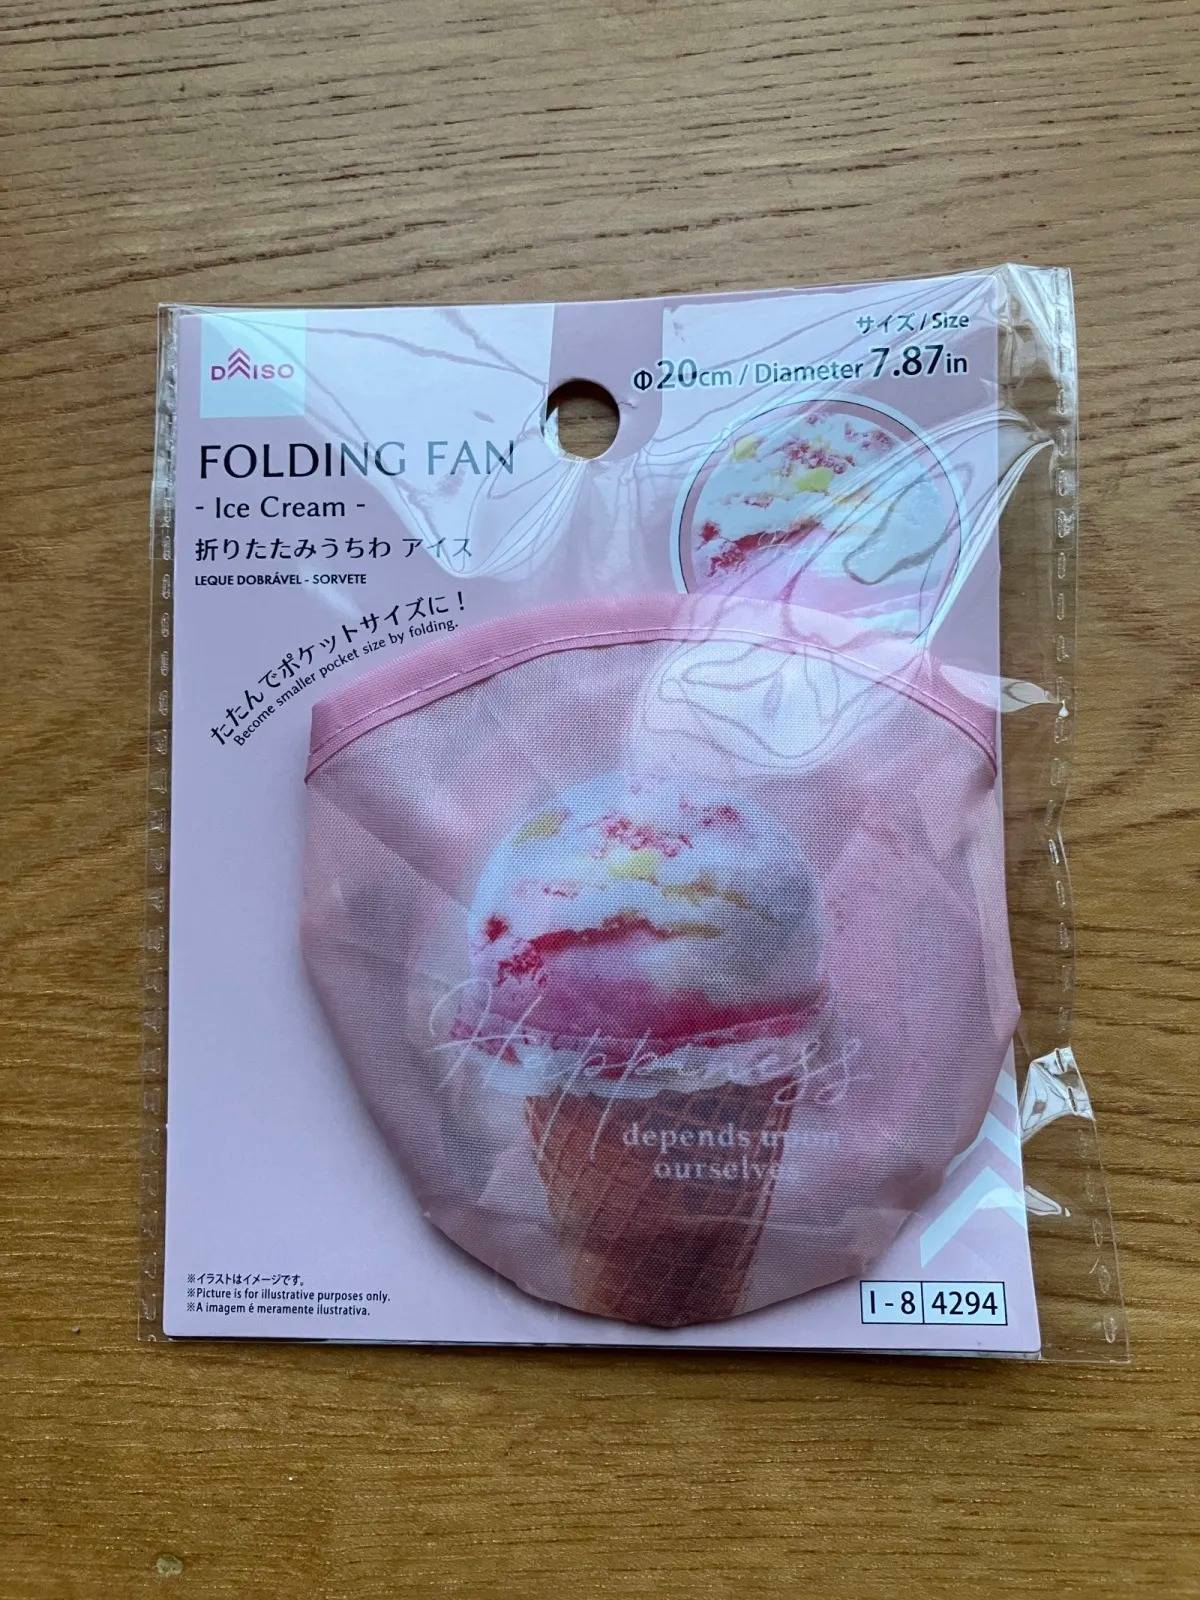 DAISO
サイズ / Size
Φ20cm / Diameter 7.87in
FOLDING FAN
- Ice Cream -
折りたたみうちわ アイス
LEQUE DOBRÁVEL - SORVETE
たたんでポケットサイズに！
Become smaller pocket size by folding.
Happiness
depends upon
ourselves
※イラストはイメージです。
※Picture is for illustrative purposes only.
※A imagem é meramente ilustrativa.
I - 8 4294